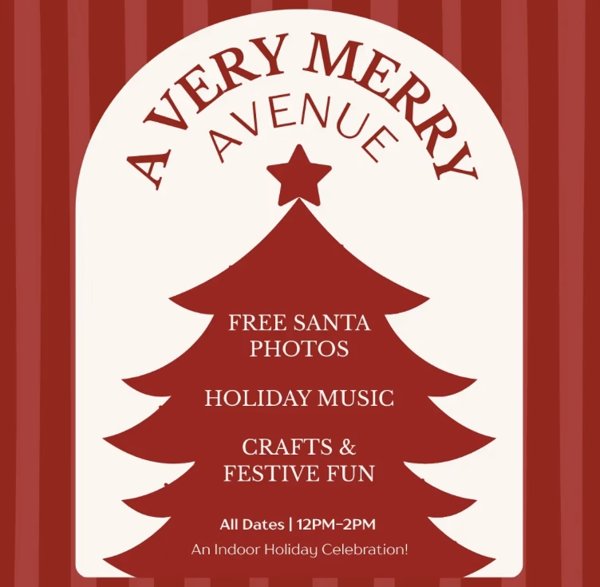 A VERY MERRY
AVENUE
FREE SANTA
PHOTOS
HOLIDAY MUSIC
CRAFTS &
FESTIVE FUN
All Dates | 12PM–2PM
An Indoor Holiday Celebration!